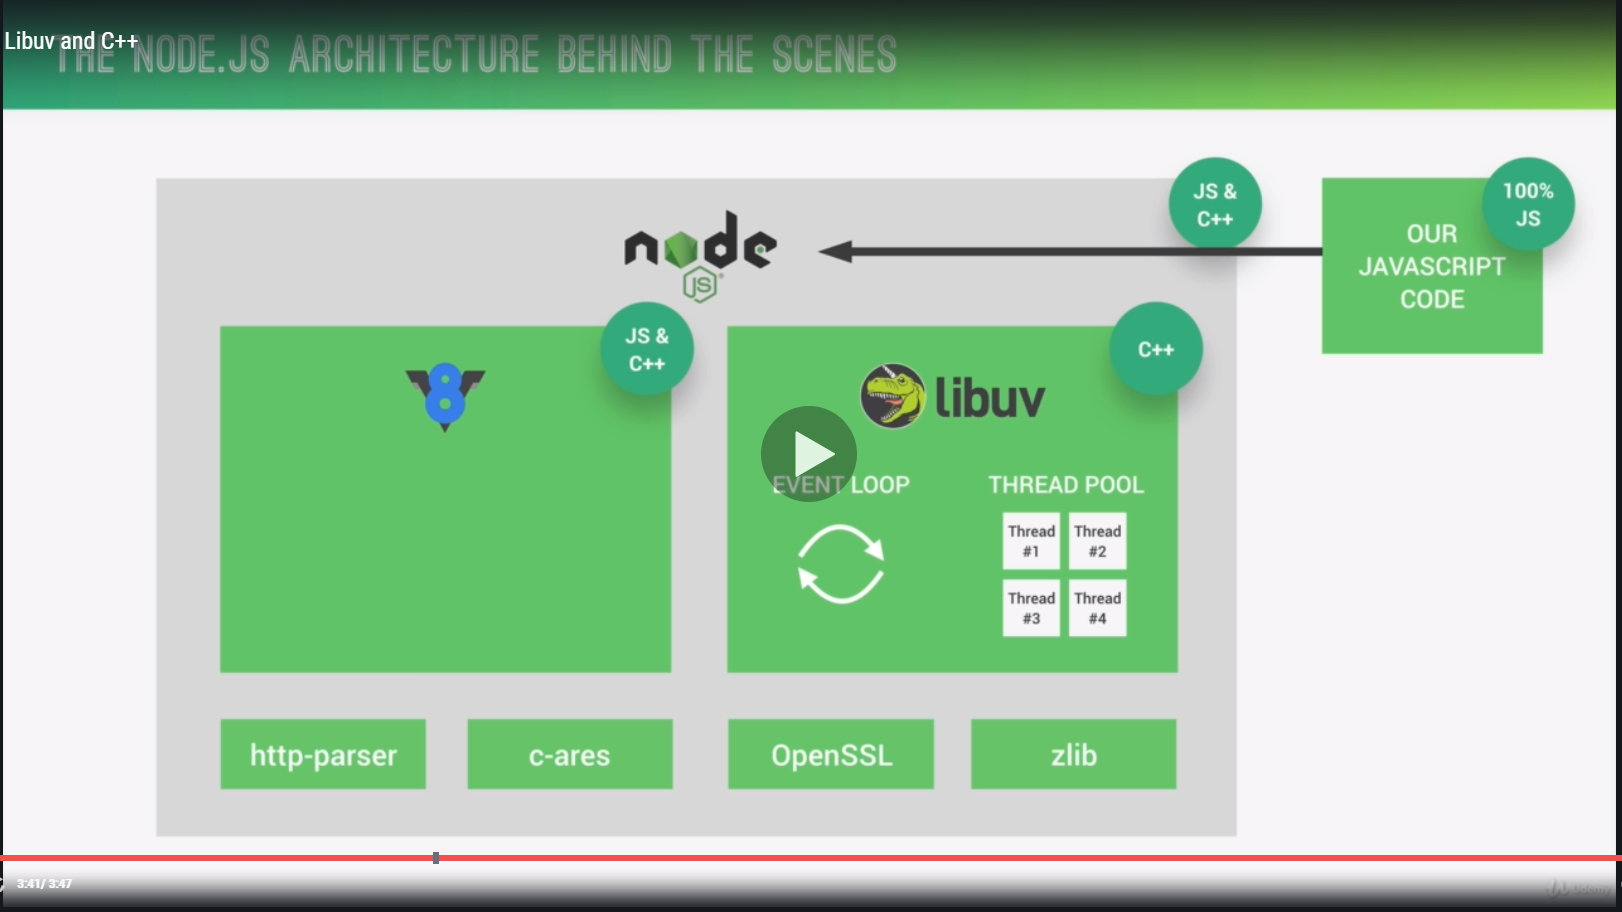 Libuv and C++
THE NODE.JS ARCHITECTURE BEHIND THE SCENES
JS &
C++
100%
JS
OUR
JAVASCRIPT
CODE
node
JS
JS &
C++
C++
V8
libuv
EVENT LOOP
THREAD POOL
Thread
#1
Thread
#2
Thread
#3
Thread
#4
http-parser
c-ares
OpenSSL
zlib
3:41/ 3:47
Udemy